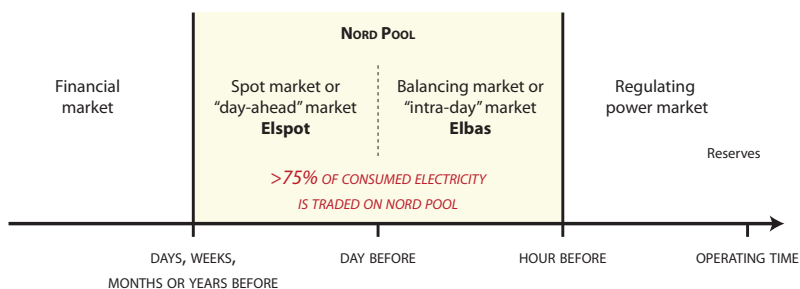 NORD POOL
Financial
market
Spot market or
“day-ahead” market
Elspot
Balancing market or
“intra-day” market
Elbas
Regulating
power market
Reserves
>75% OF CONSUMED ELECTRICITY
IS TRADED ON NORD POOL
DAYS, WEEKS,
MONTHS OR YEARS BEFORE
DAY BEFORE
HOUR BEFORE
OPERATING TIME